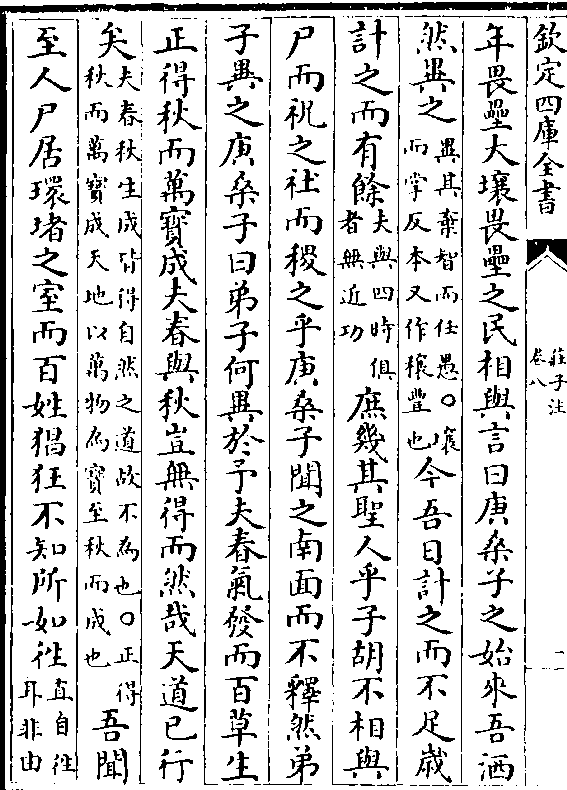 欽定四庫全書
莊子注
卷八
二
年畏壘大壤畏壘之民相與言曰庚桑子之始來吾洒
然異之異其棄智而任愚○壤而掌反本又作穰豐也今吾日計之而不足歳
計之而有餘夫與四時俱者無近功庶幾其聖人乎子胡不相與
尸而祝之社而稷之乎庚桑子聞之南面而不釋然弟
子異之庚桑子曰弟子何異於予夫春氣發而百草生
正得秋而萬寳成夫春與秋豈無得而然哉天道已行
矣夫春秋生成皆得自然之道故不為也○正得秋而萬寳成天地以萬物為寳至秋而成也吾聞
至人尸居環堵之室而百姓猖狂不知所如往直自往耳非由